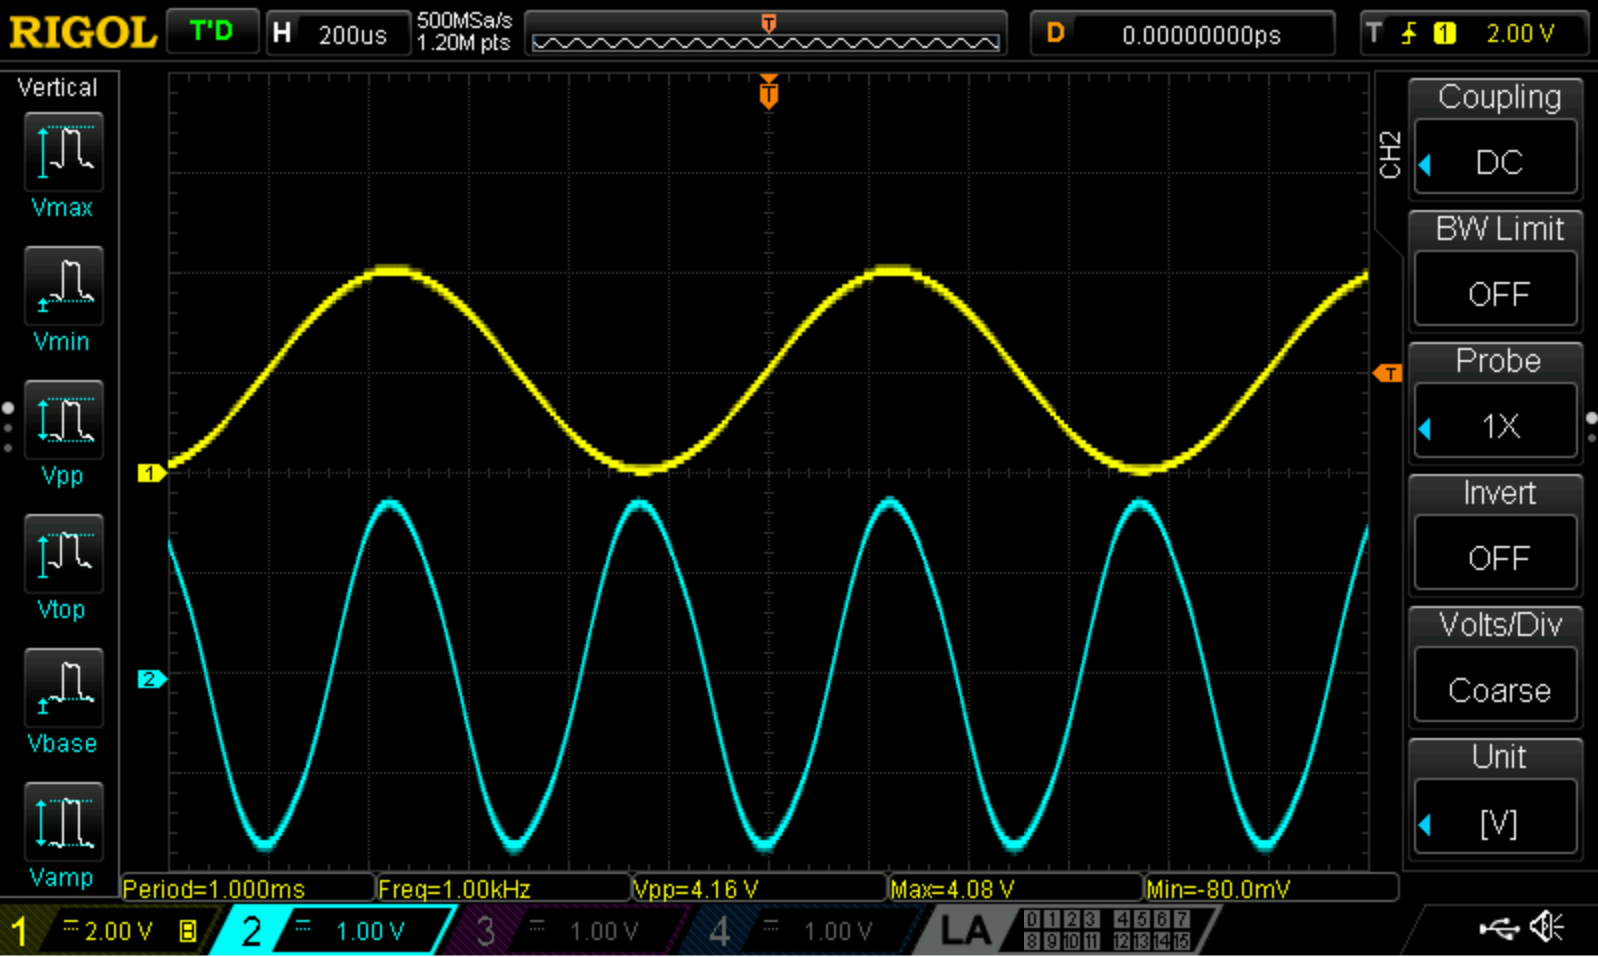 RIGOL T'D H 200us 500MSa/s 1.20M pts T D 0.00000000ps T 1 2.00 V
Vertical
Vmax
Vmin
Vpp
Vtop
Vbase
Vamp
T
1
2
T
CH2
Coupling
DC
BW Limit
OFF
Probe
1X
Invert
OFF
Volts/Div
Coarse
Unit
[V]
Period=1.000ms Freq=1.00kHz Vpp=4.16 V Max=4.08 V Min=-80.0mV
1 2.00 V B 2 1.00 V 3 1.00 V 4 1.00 V LA
0 1 2 3 4 5 6 7
8 9 10 11 12 13 14 15